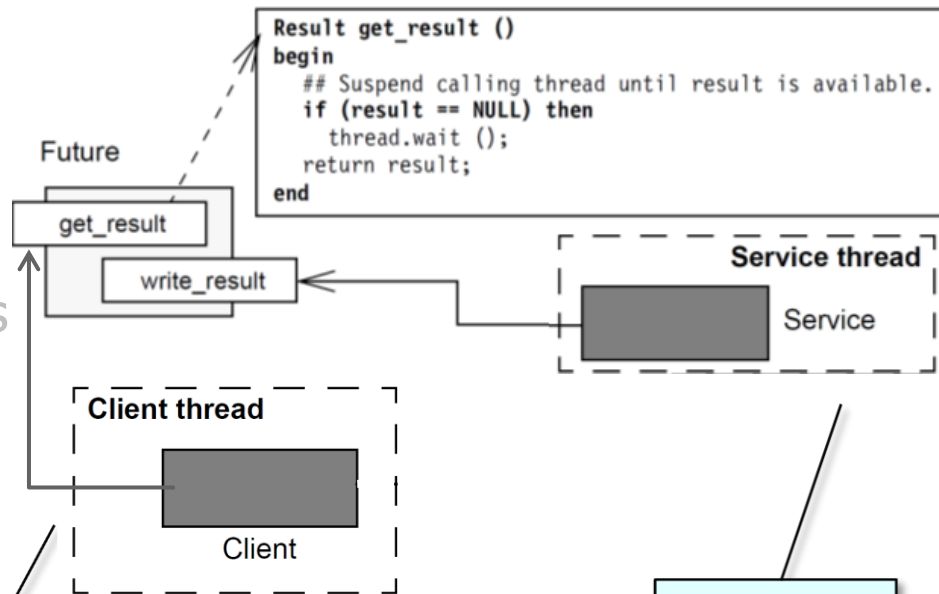 Result get_result ()
begin
## Suspend calling thread until result is available.
if (result == NULL) then
thread.wait ();
return result;
end
Future
get_result
write_result
Service thread
Service
s
Client thread
Client